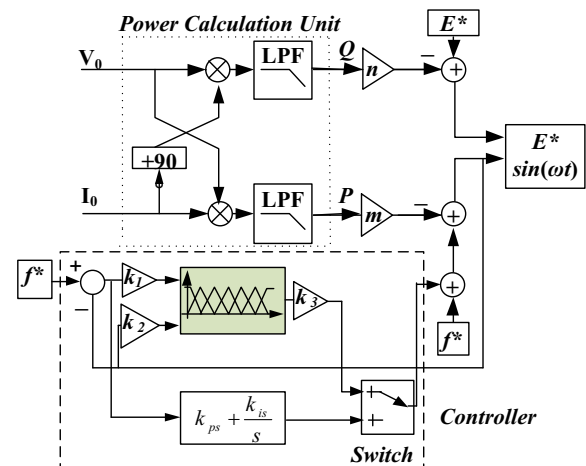 Power Calculation Unit
E*
V0
LPF
Q
n
−
+
+90
E*
sin(ωt)
I0
LPF
P
m
−
+
f*
+
−
k1
k2
k3
+
f*
kps + kis/s
+
+
Controller
Switch